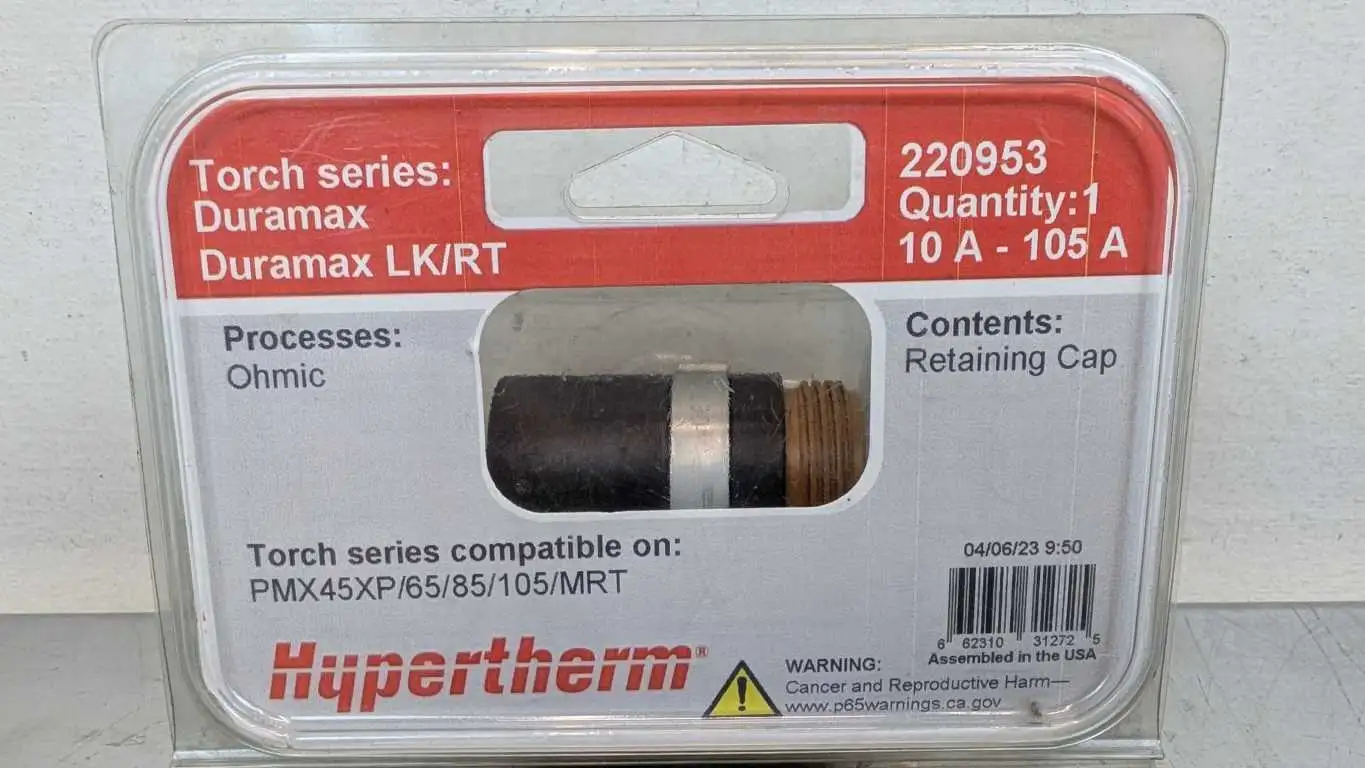 Torch series:
Duramax
Duramax LK/RT
220953
Quantity:1
10 A - 105 A
Processes:
Ohmic
Contents:
Retaining Cap
Torch series compatible on:
PMX45XP/65/85/105/MRT
Hypertherm®
04/06/23 9:50
6 62310 31272 5
Assembled in the USA
WARNING:
Cancer and Reproductive Harm—
www.p65warnings.ca.gov